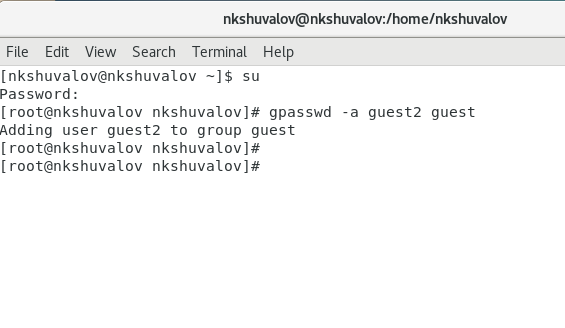 nkshuvalov@nkshuvalov:/home/nkshuvalov
File Edit View Search Terminal Help
[nkshuvalov@nkshuvalov ~]$ su
Password:
[root@nkshuvalov nkshuvalov]# gpasswd -a guest2 guest
Adding user guest2 to group guest
[root@nkshuvalov nkshuvalov]#
[root@nkshuvalov nkshuvalov]#